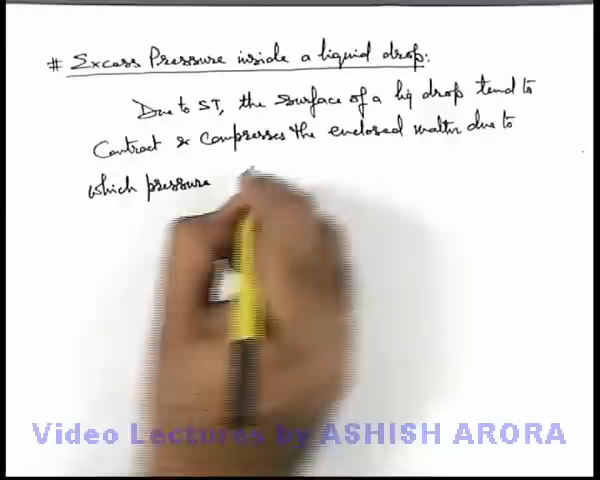 # Excess Pressure inside a liquid drop:
Due to ST, the surface of a liq drop tend to
Contract & compresses the enclosed matter due to
which pressure
Video Lectures by ASHISH ARORA